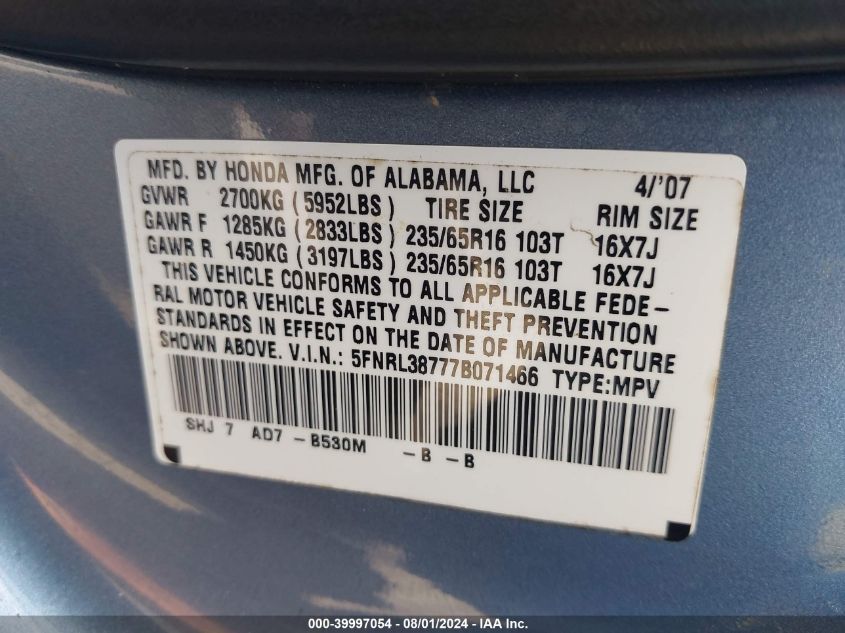 MFD. BY HONDA MFG. OF ALABAMA, LLC 4/'07
GVWR 2700KG (5952LBS) TIRE SIZE RIM SIZE
GAWR F 1285KG (2833LBS) 235/65R16 103T 16X7J
GAWR R 1450KG (3197LBS) 235/65R16 103T 16X7J
THIS VEHICLE CONFORMS TO ALL APPLICABLE FEDE-
RAL MOTOR VEHICLE SAFETY AND THEFT PREVENTION
STANDARDS IN EFFECT ON THE DATE OF MANUFACTURE
SHOWN ABOVE. V.I.N.: 5FNRL38777B071466 TYPE:MPV
SHJ 7 AD7 -B530M -B -B
000-39997054 - 08/01/2024 - © IAA Holdings, LLC.